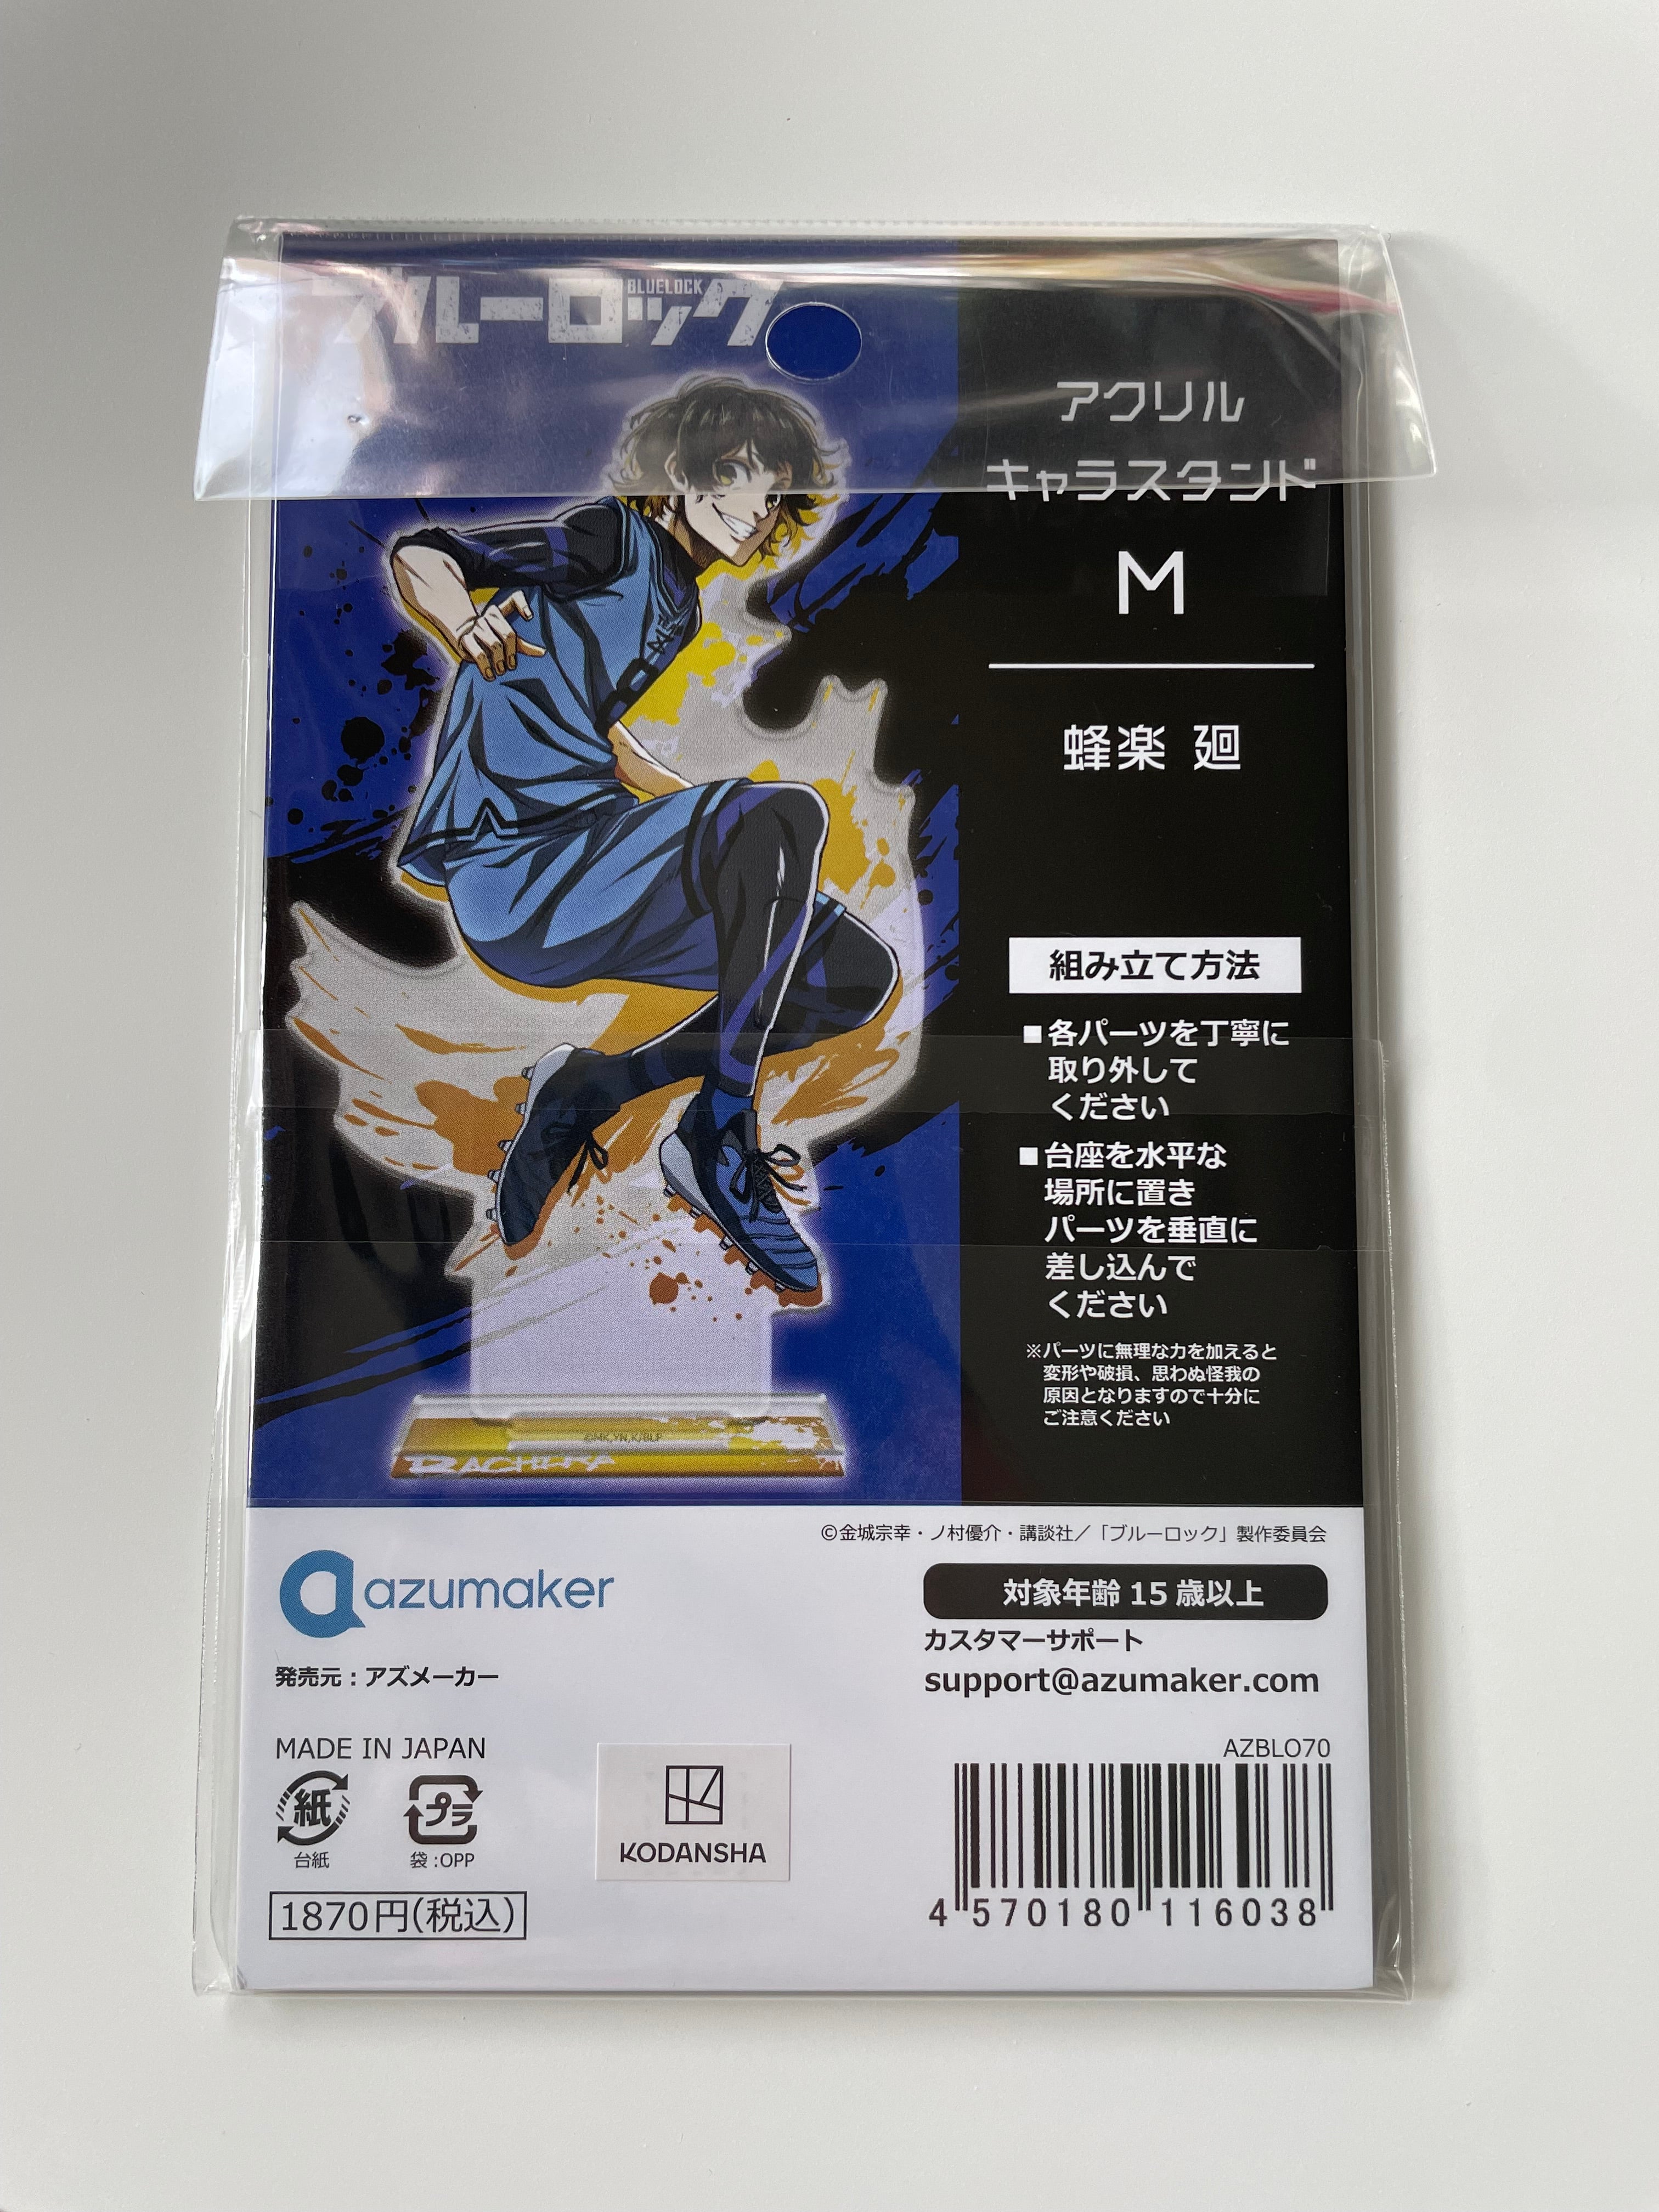 ブルーロック
BLUELOCK
アクリル
キャラスタンド
M
蜂楽 廻
組み立て方法
■各パーツを丁寧に
取り外して
ください
■台座を水平な
場所に置き
パーツを垂直に
差し込んで
ください
※パーツに無理な力を加えると
変形や破損、思わぬ怪我の
原因となりますので十分に
ご注意ください
©MK,YN,K/BLP
BACHIRA
©金城宗幸・ノ村優介・講談社／「ブルーロック」製作委員会
azumaker
対象年齢 15 歳以上
カスタマーサポート
support@azumaker.com
発売元：アズメーカー
MADE IN JAPAN
紙
台紙
プラ
袋:OPP
KODANSHA
1870円(税込)
AZBLO70
4 570180 116038